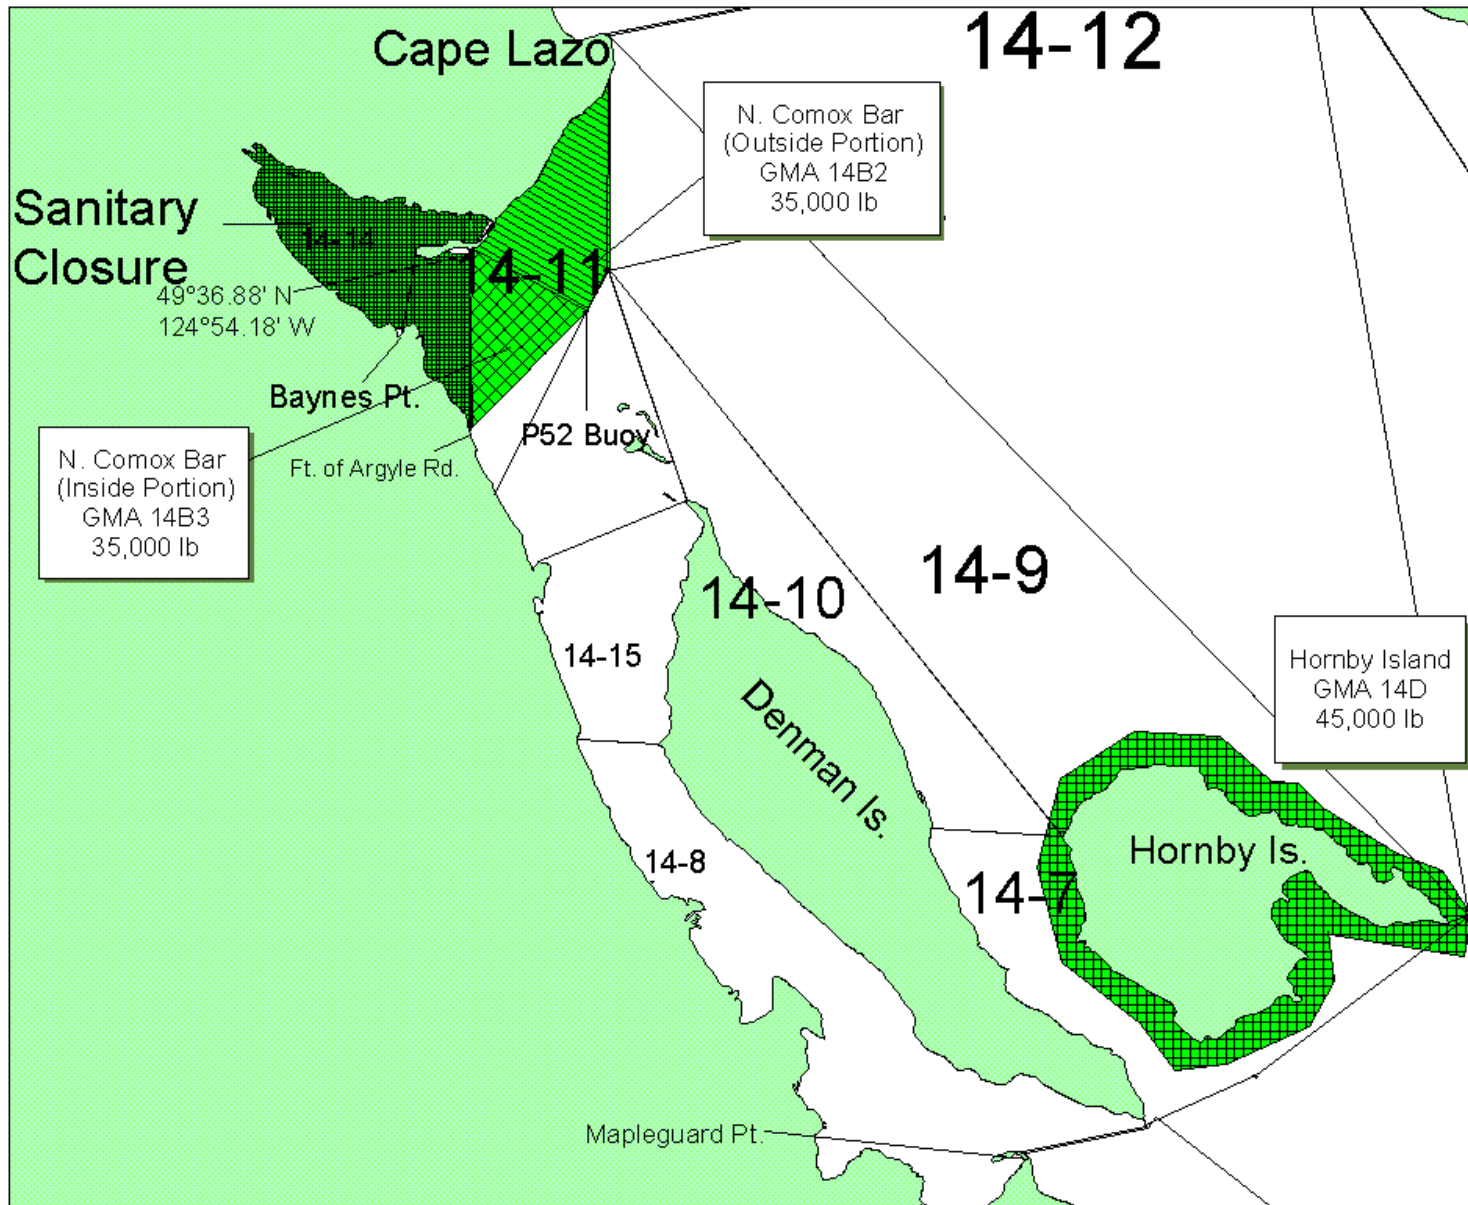 14-12
Cape Lazo
N. Comox Bar
(Outside Portion)
GMA 14B2
35,000 lb
Sanitary
Closure
14-14
14-11
49°36.88' N
124°54.18' W
Baynes Pt.
P52 Buoy
N. Comox Bar
(Inside Portion)
GMA 14B3
35,000 lb
Ft. of Argyle Rd.
14-9
14-10
14-15
Hornby Island
GMA 14D
45,000 lb
Denman Is.
14-8
Hornby Is.
14-7
Mapleguard Pt.